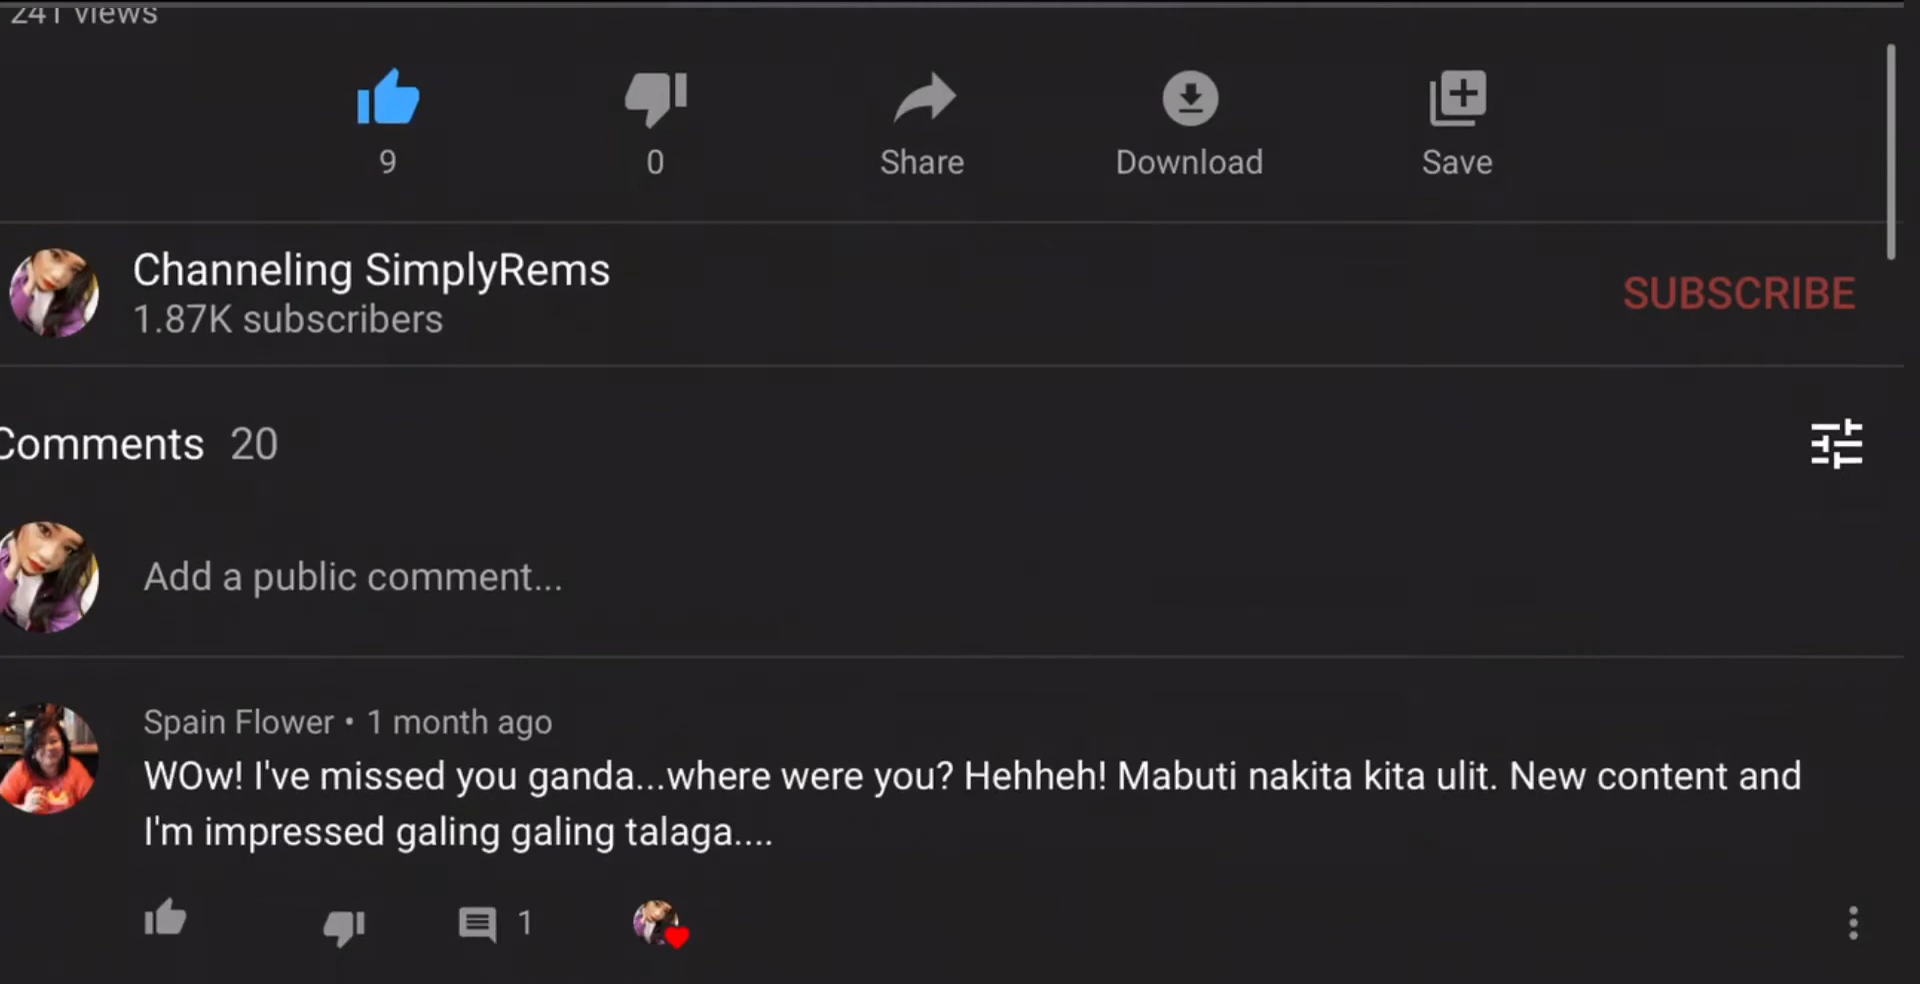 241 views
9
0
Share
Download
Save
Channeling SimplyRems
1.87K subscribers
SUBSCRIBE
Comments 20
Add a public comment...
Spain Flower • 1 month ago
WOw! I've missed you ganda...where were you? Hehheh! Mabuti nakita kita ulit. New content and
I'm impressed galing galing talaga....
1